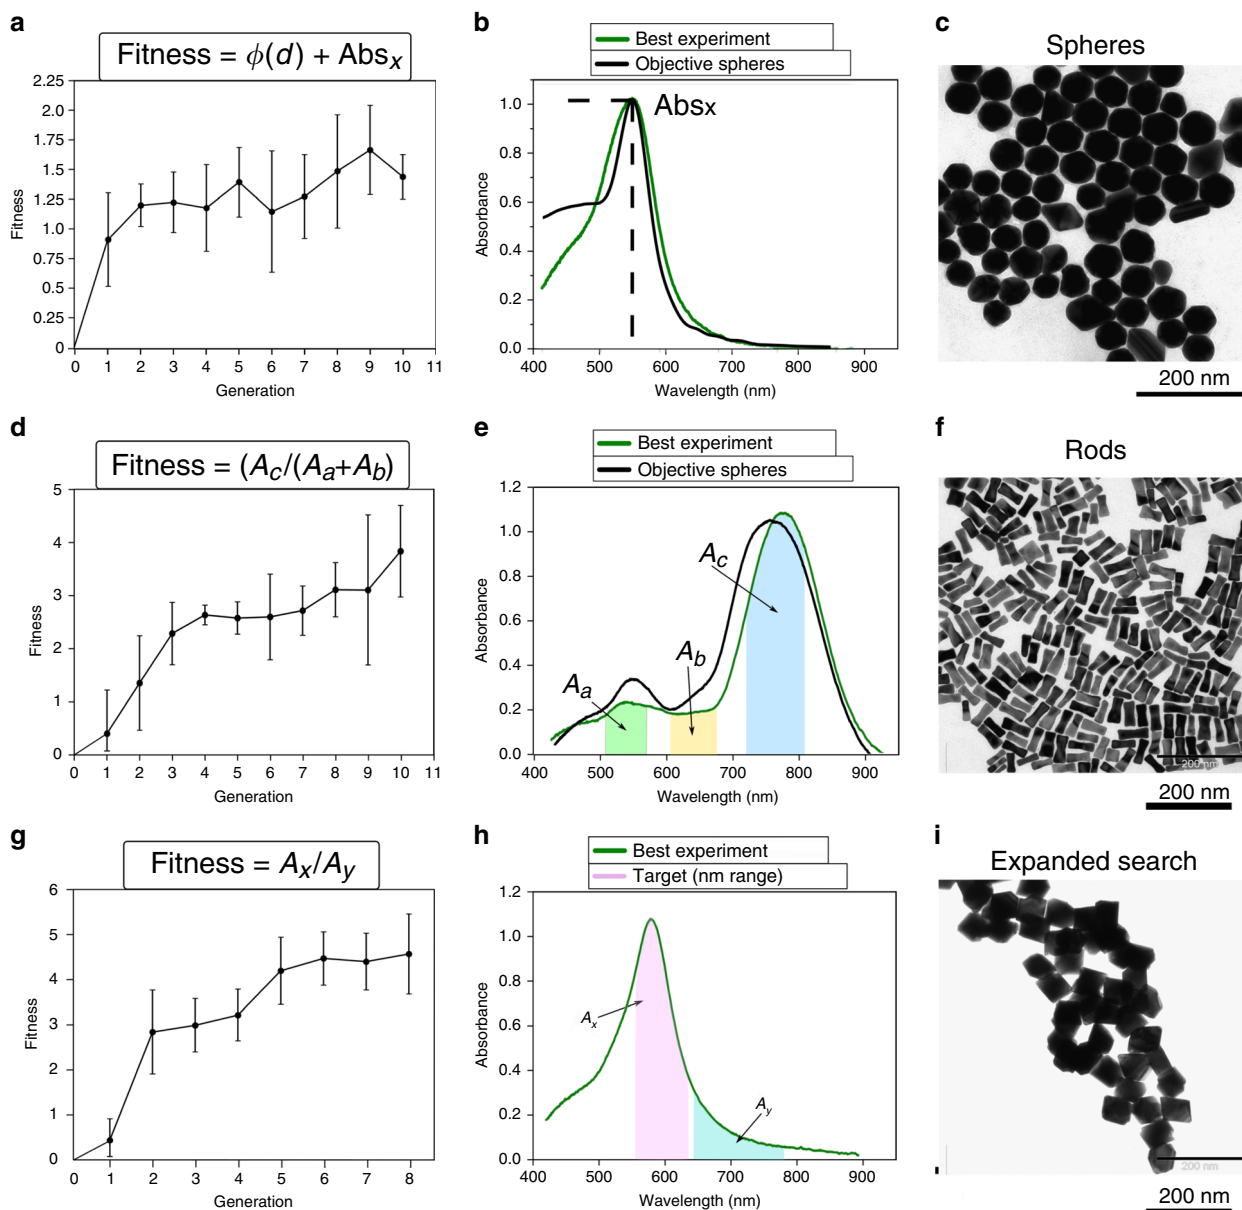 a
Fitness = ϕ(d) + Absx
2.25
2.0
1.75
1.5
1.25
1.0
0.75
0.5
0.25
0
Fitness
0 1 2 3 4 5 6 7 8 9 10 11
Generation
b
Best experiment
Objective spheres
Absx
1.0
0.8
0.6
0.4
0.2
0.0
Absorbance
400 500 600 700 800 900
Wavelength (nm)
c
Spheres
200 nm
d
Fitness = (Ac/(Aa+Ab)
5
4
3
2
1
0
Fitness
0 1 2 3 4 5 6 7 8 9 10 11
Generation
e
Best experiment
Objective spheres
1.2
1.0
0.8
0.6
0.4
0.2
0.0
Absorbance
Ac
Ab
Aa
400 500 600 700 800 900
Wavelength (nm)
f
Rods
200 nm
200 nm
g
Fitness = Ax/Ay
6
5
4
3
2
1
0
Fitness
0 1 2 3 4 5 6 7 8
Generation
h
Best experiment
Target (nm range)
1.2
1.0
0.8
0.6
0.4
0.2
0.0
Absorbance
Ax
Ay
400 500 600 700 800 900
Wavelength (nm)
i
Expanded search
200 nm
200 nm